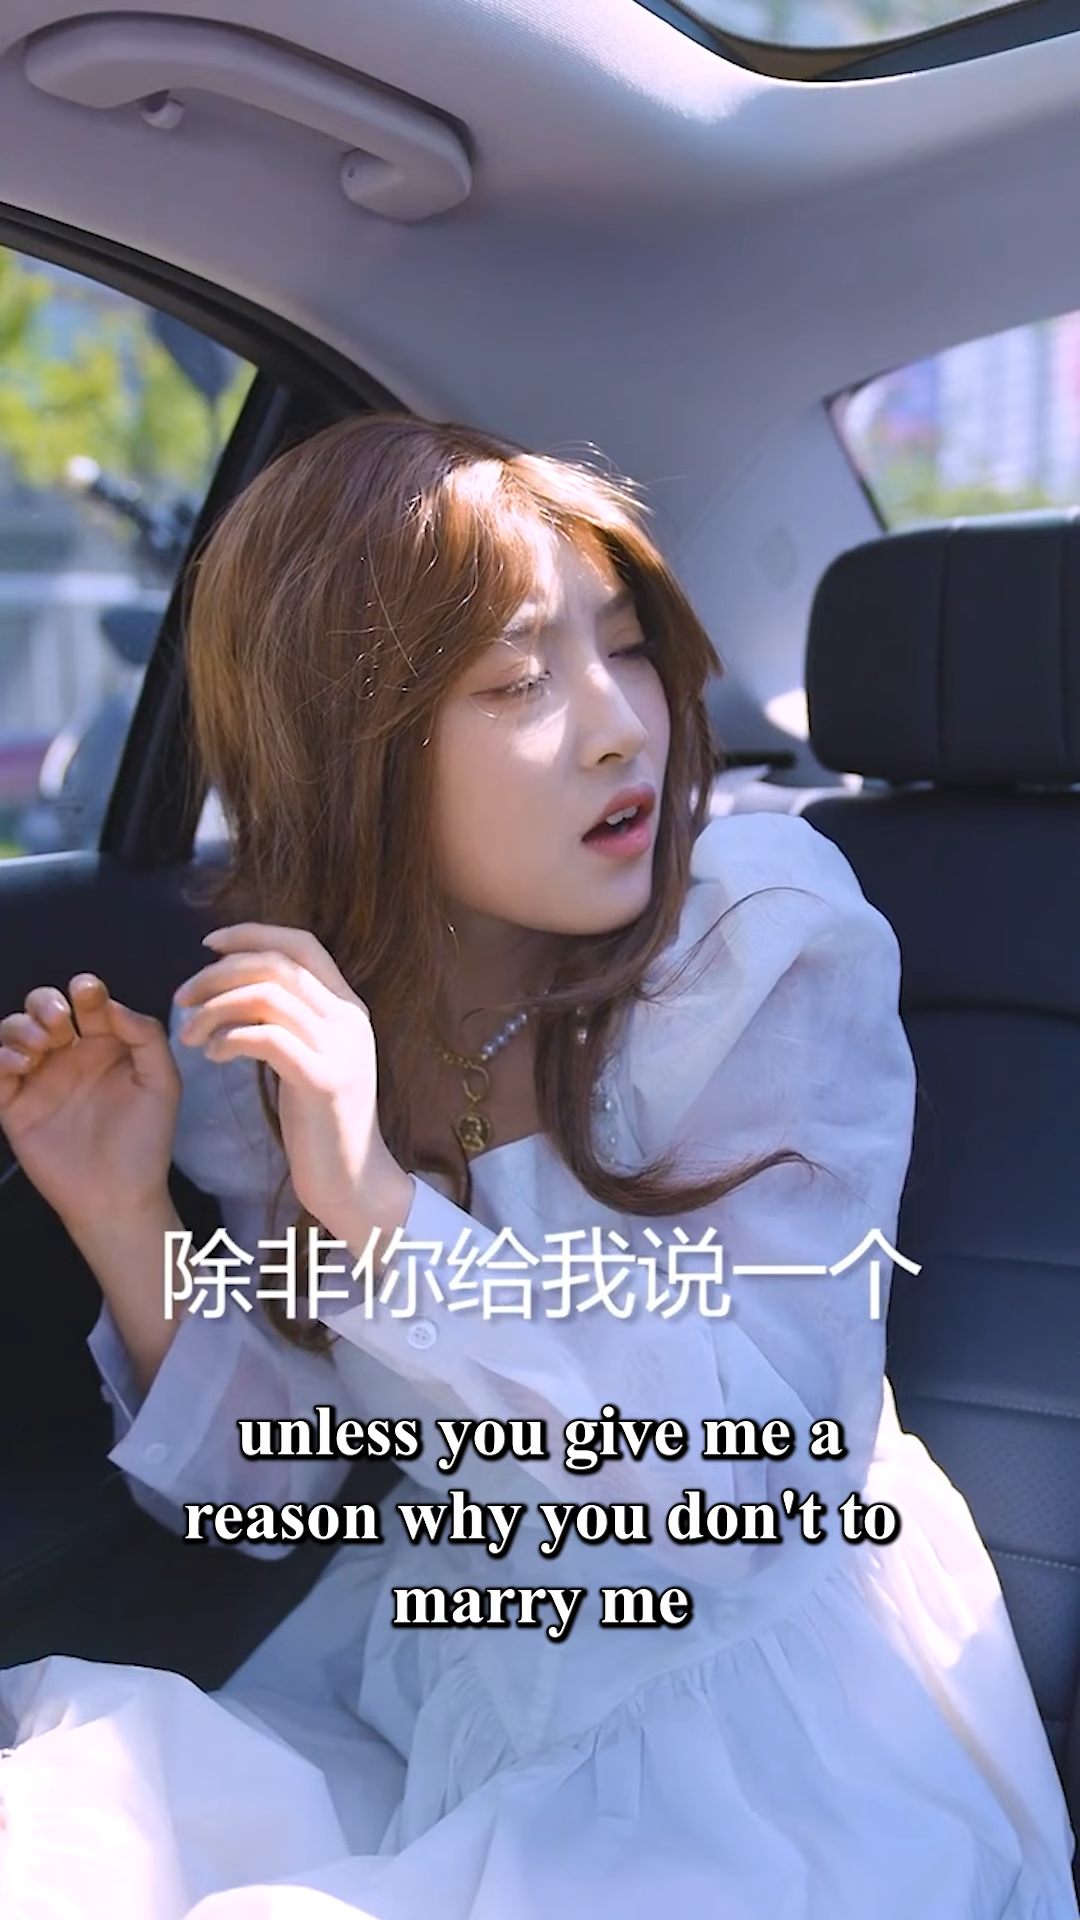 除非你给我说一个
unless you give me a
reason why you don't to
marry me